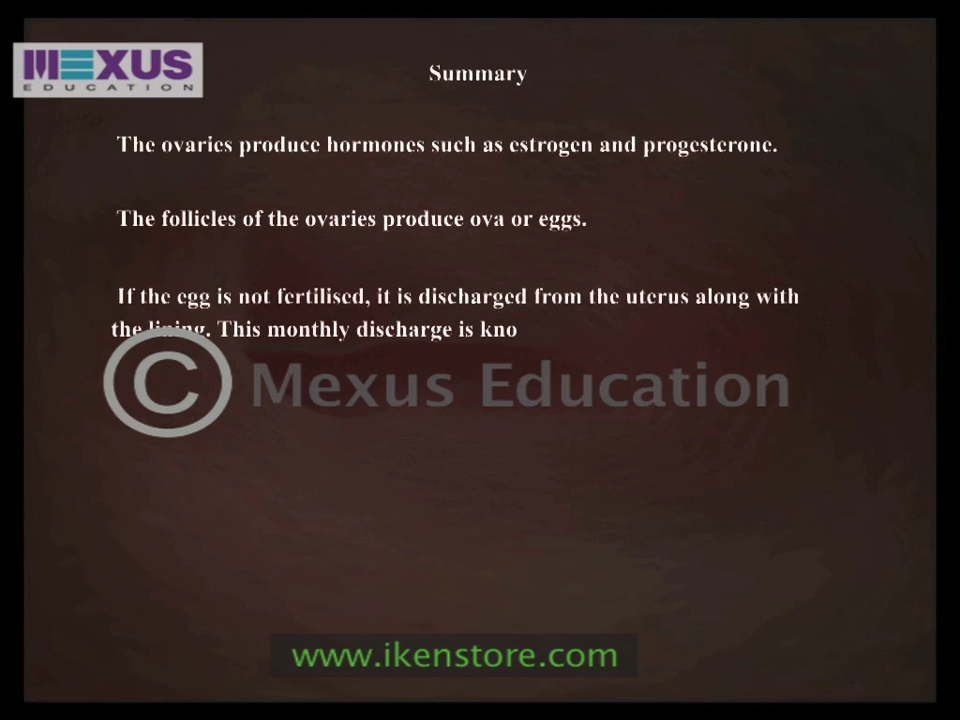 MEXUS
EDUCATION
Summary
The ovaries produce hormones such as estrogen and progesterone.
The follicles of the ovaries produce ova or eggs.
If the egg is not fertilised, it is discharged from the uterus along with
the lining. This monthly discharge is kno
© Mexus Education
www.ikenstore.com